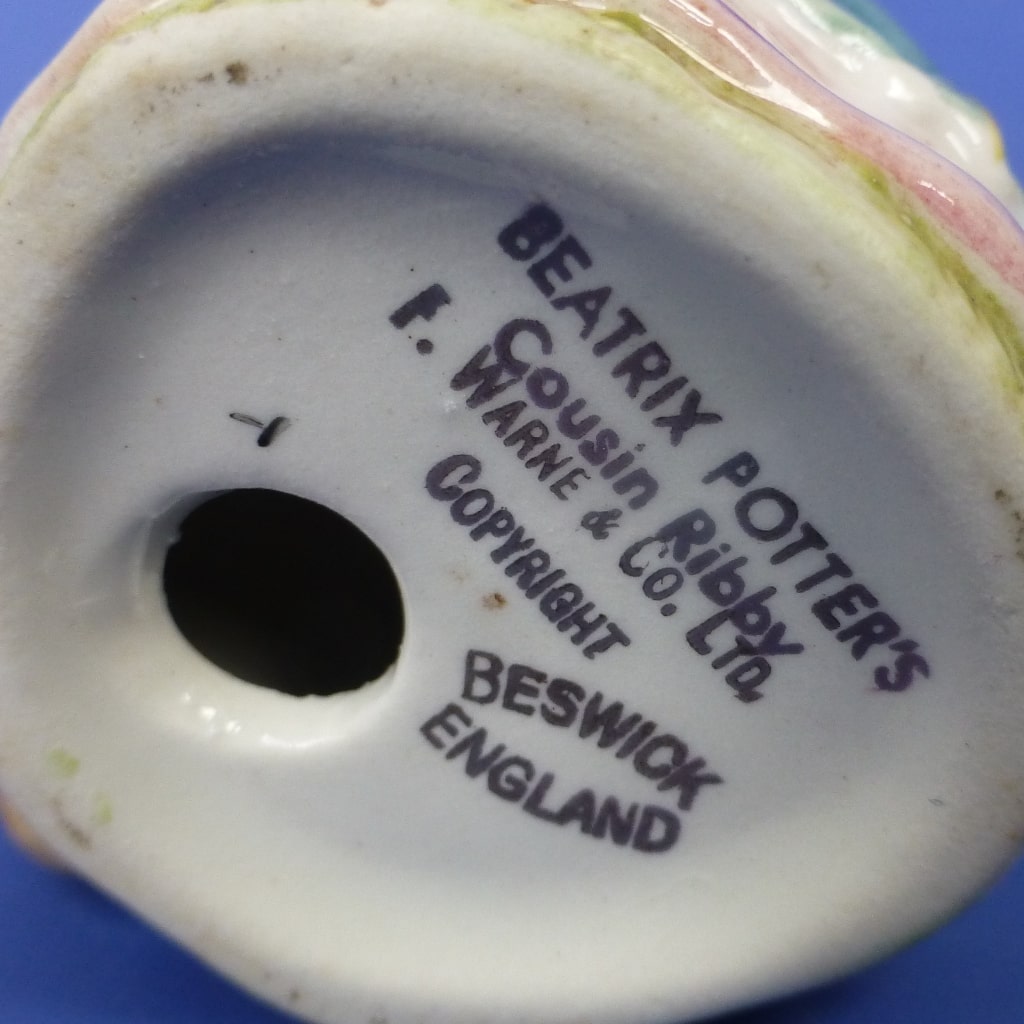 BEATRIX POTTER'S
Cousin Ribby
F. WARNE & CO. LTD.
COPYRIGHT
BESWICK
ENGLAND